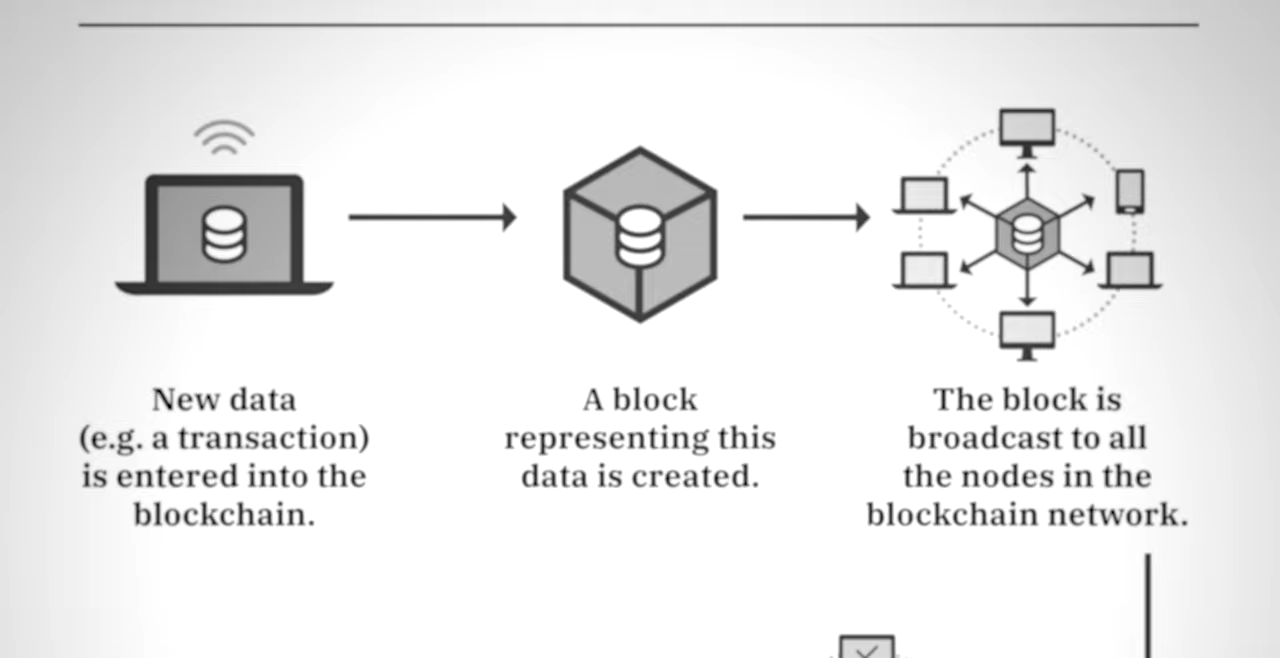 New data
(e.g. a transaction)
is entered into the
blockchain.
A block
representing this
data is created.
The block is
broadcast to all
the nodes in the
blockchain network.